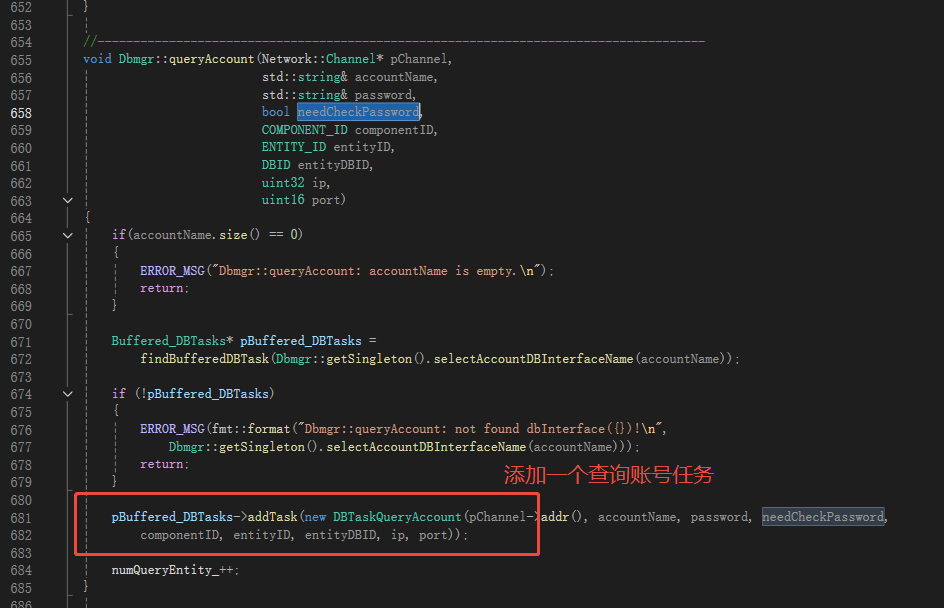 652 }
653
654 //--------------------------------------------------------------------------------------
655 void Dbmgr::queryAccount(Network::Channel* pChannel,
656 std::string& accountName,
657 std::string& password,
658 bool needCheckPassword,
659 COMPONENT_ID componentID,
660 ENTITY_ID entityID,
661 DBID entityDBID,
662 uint32 ip,
663 uint16 port)
664 {
665 if(accountName.size() == 0)
666 {
667 ERROR_MSG("Dbmgr::queryAccount: accountName is empty.\n");
668 return;
669 }
670
671 Buffered_DBTasks* pBuffered_DBTasks =
672 findBufferedDBTask(Dbmgr::getSingleton().selectAccountDBInterfaceName(accountName));
673
674 if (!pBuffered_DBTasks)
675 {
676 ERROR_MSG(fmt::format("Dbmgr::queryAccount: not found dbInterface({})!\n",
677 Dbmgr::getSingleton().selectAccountDBInterfaceName(accountName)));
678 return;
679 }
添加一个查询账号任务
680
681 pBuffered_DBTasks->addTask(new DBTaskQueryAccount(pChannel->addr(), accountName, password, needCheckPassword,
682 componentID, entityID, entityDBID, ip, port));
683
684 numQueryEntity_++;
685 }
686